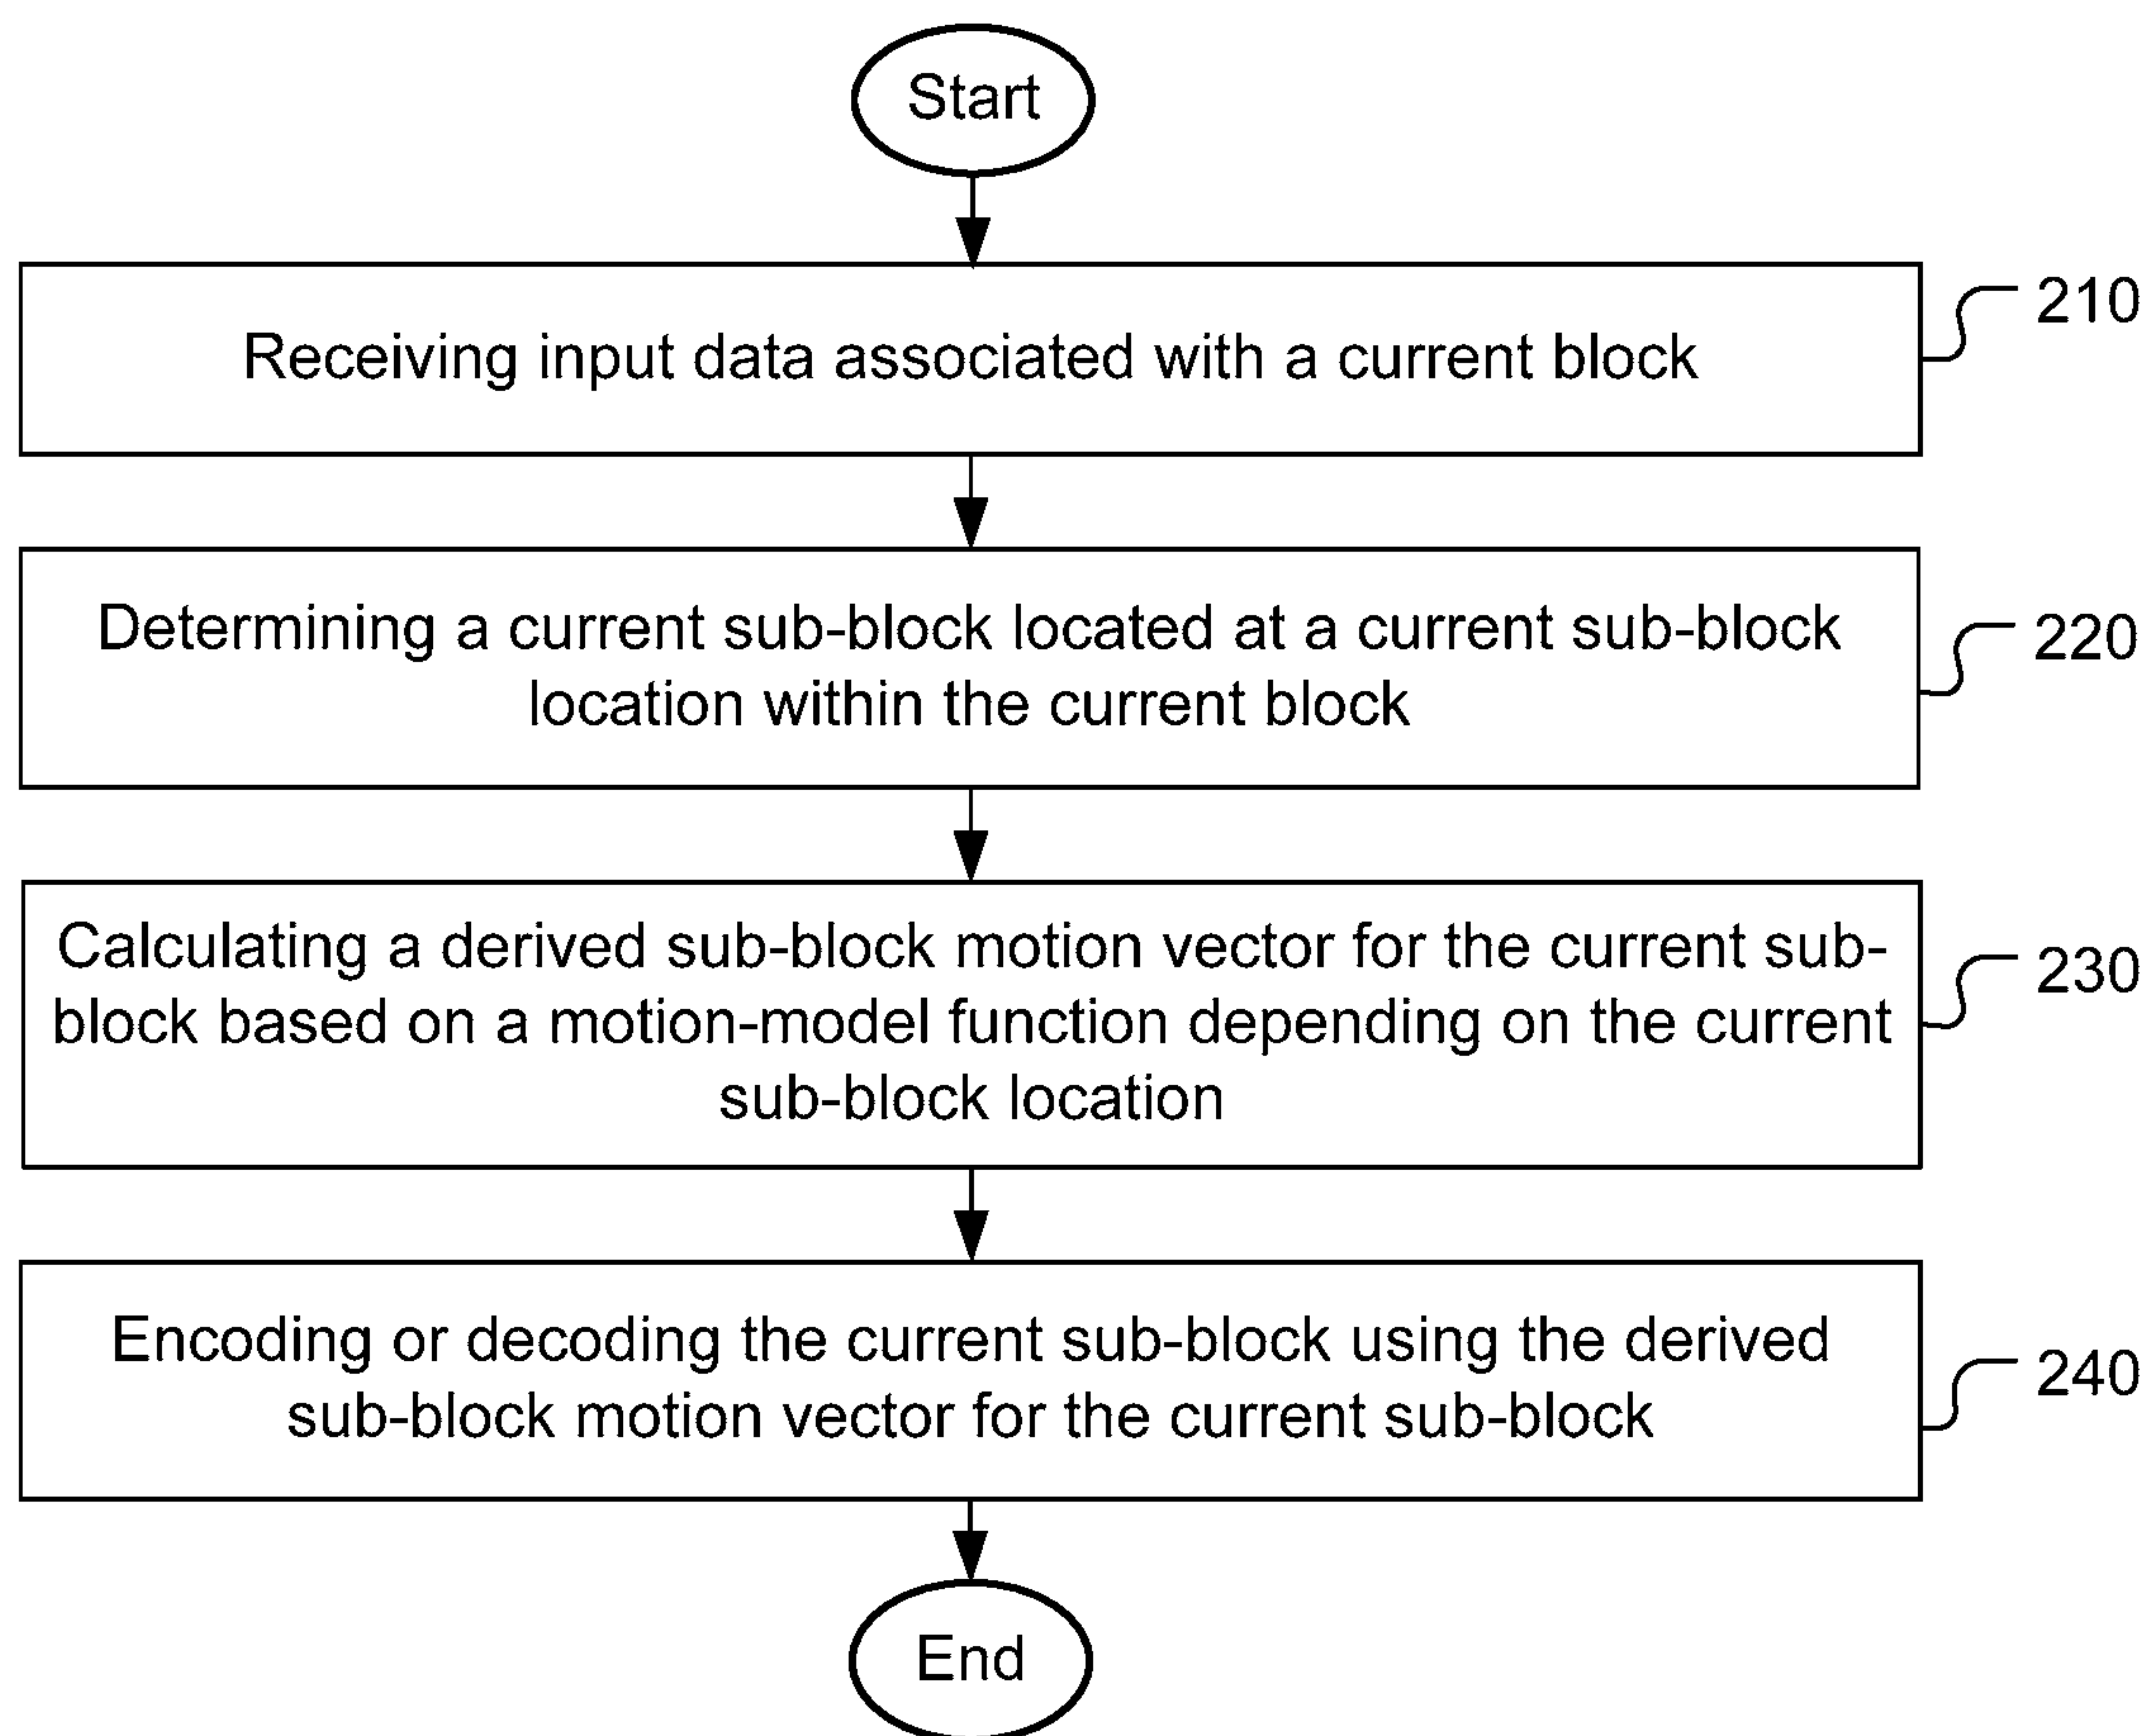 Start
Receiving input data associated with a current block
210
Determining a current sub-block located at a current sub-block
location within the current block
220
Calculating a derived sub-block motion vector for the current sub-
block based on a motion-model function depending on the current
sub-block location
230
Encoding or decoding the current sub-block using the derived
sub-block motion vector for the current sub-block
240
End